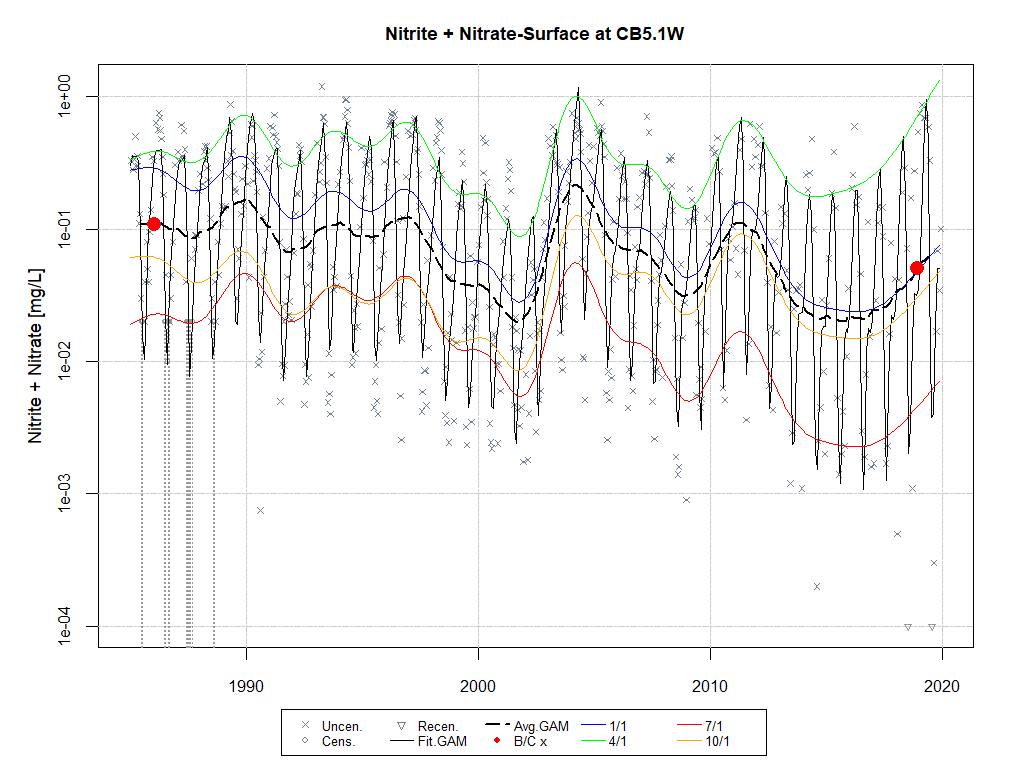 Nitrite + Nitrate-Surface at CB5.1W
Nitrite + Nitrate [mg/L]
1e+00
1e-01
1e-02
1e-03
1e-04
1990 2000 2010 2020
Uncen. Recen. Avg.GAM 1/1 7/1
Cens. Fit.GAM B/C x 4/1 10/1